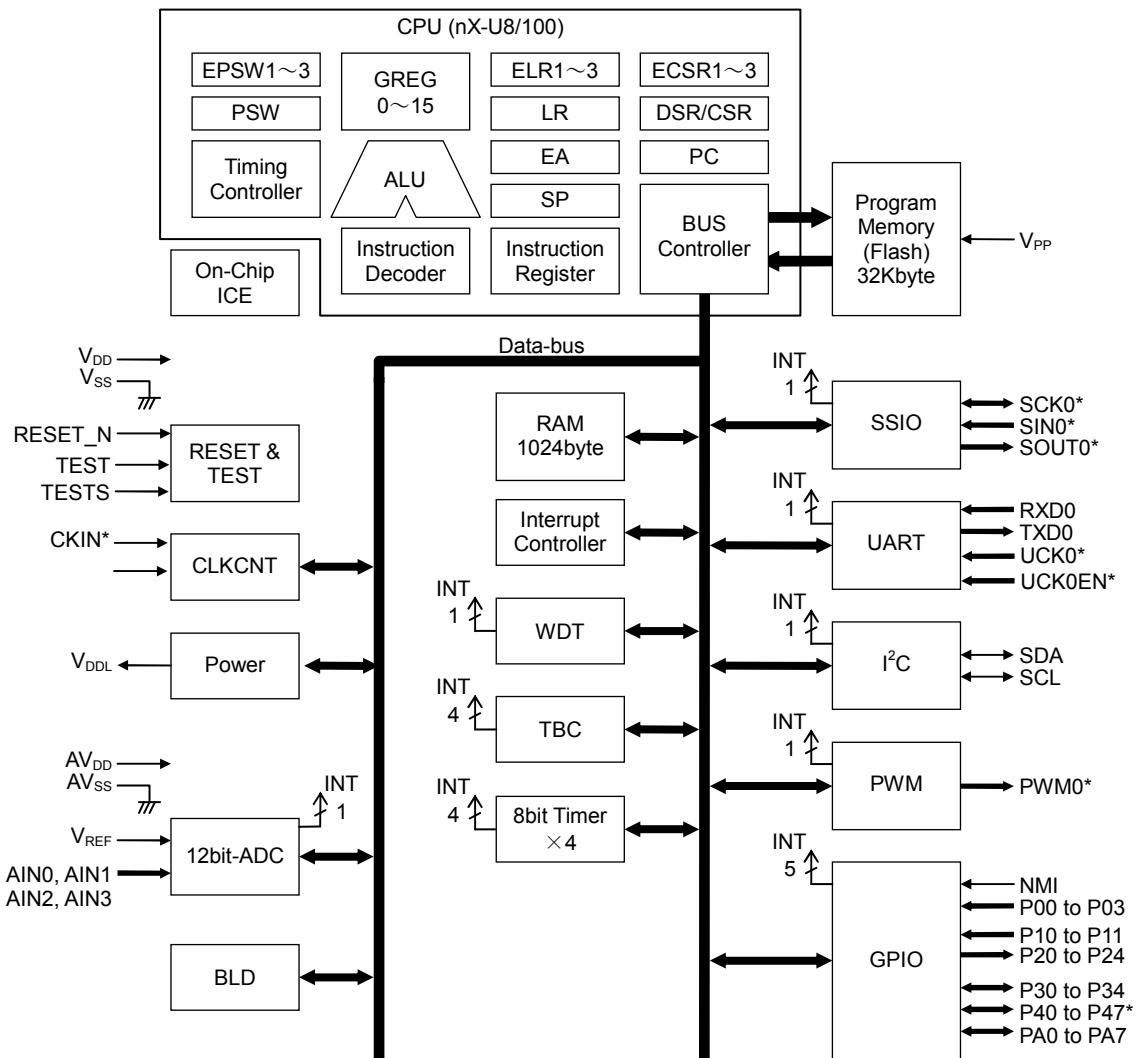 CPU (nX-U8/100)
EPSW1～3
GREG
0～15
ELR1～3
ECSR1～3
PSW
LR
DSR/CSR
Timing
Controller
ALU
EA
PC
SP
BUS
Controller
Instruction
Decoder
Instruction
Register
On-Chip
ICE
Program
Memory
(Flash)
32Kbyte
VPP
Data-bus
VDD
VSS
RESET_N
TEST
TESTS
RESET &
TEST
CKIN*
CLKCNT
VDDL
Power
AVDD
AVSS
VREF
AIN0, AIN1
AIN2, AIN3
12bit-ADC
INT
1
BLD
RAM
1024byte
Interrupt
Controller
INT
1
WDT
INT
4
TBC
INT
4
8bit Timer
×4
INT
1
SSIO
SCK0*
SIN0*
SOUT0*
INT
1
UART
RXD0
TXD0
UCK0*
UCK0EN*
INT
1
I2C
SDA
SCL
INT
1
PWM
PWM0*
INT
5
GPIO
NMI
P00 to P03
P10 to P11
P20 to P24
P30 to P34
P40 to P47*
PA0 to PA7